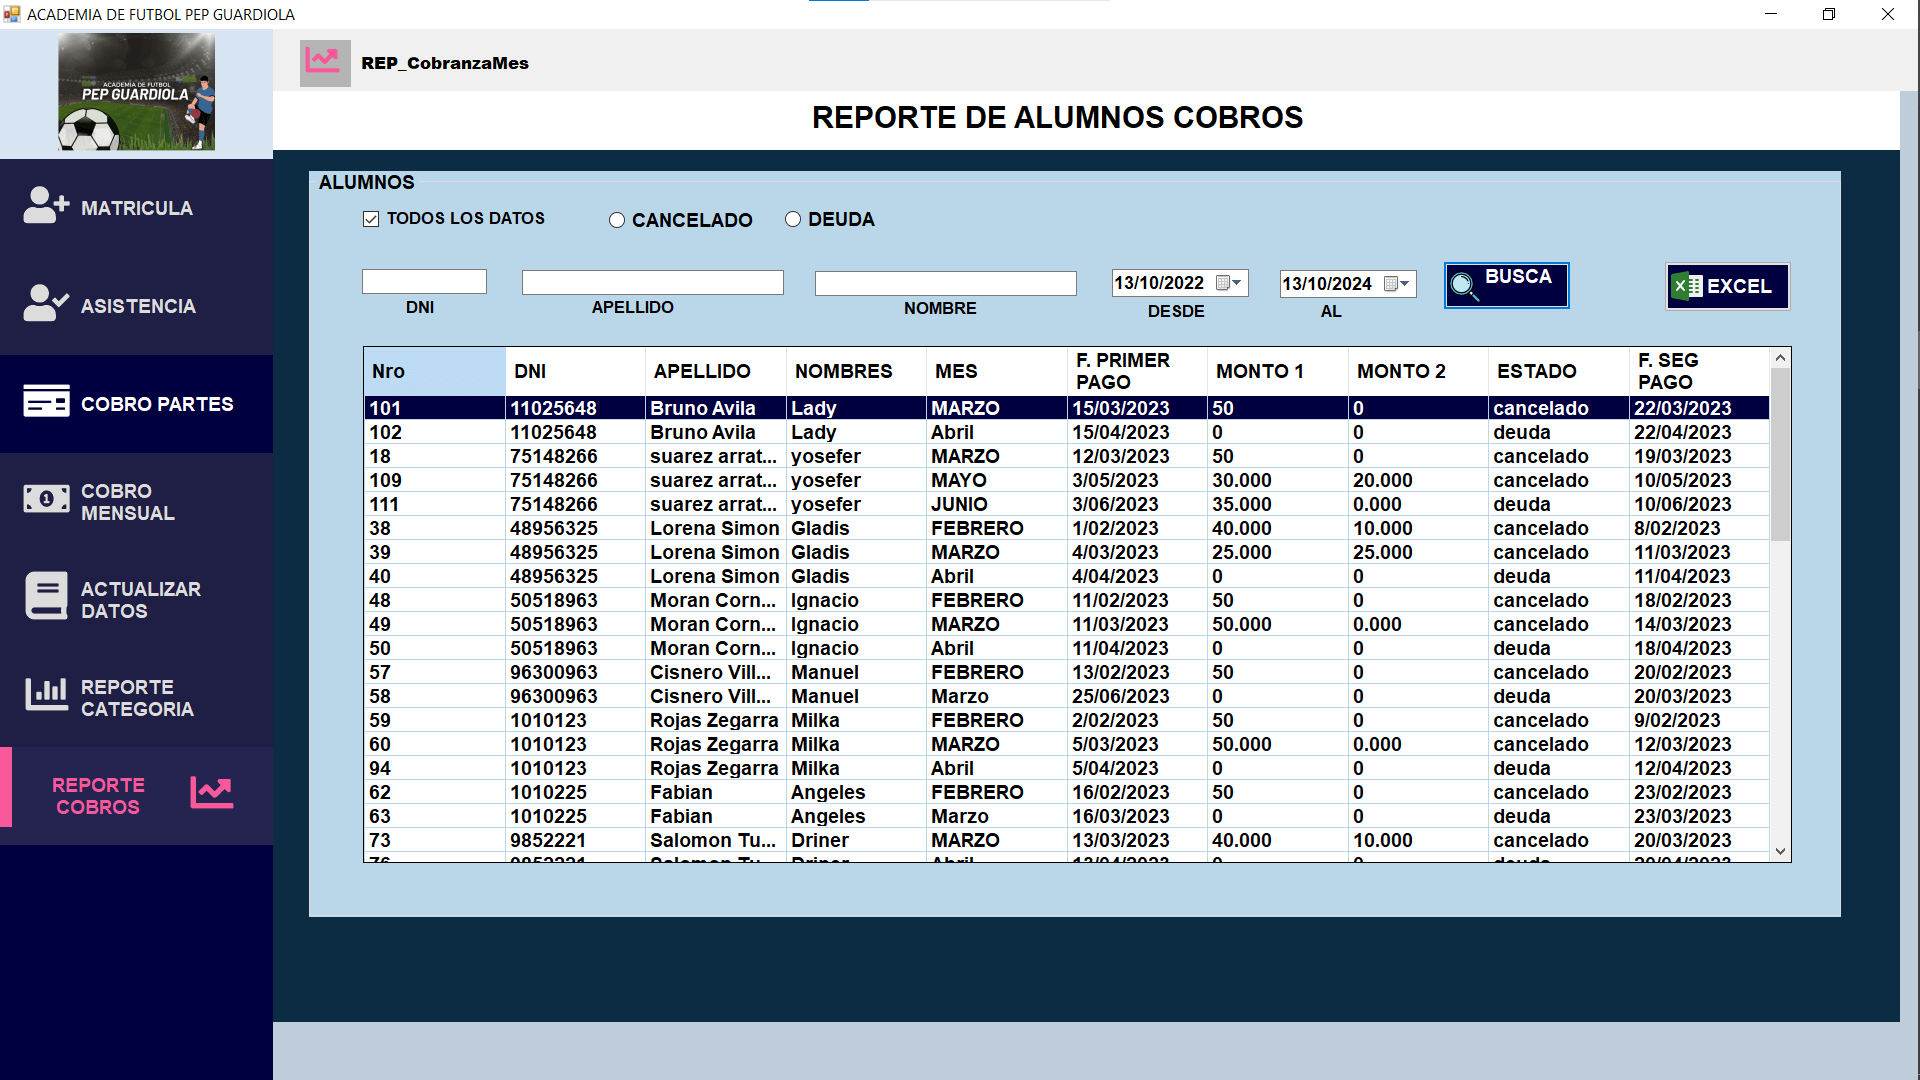 ACADEMIA DE FUTBOL PEP GUARDIOLA
ACADEMIA DE FUTBOL
PEP GUARDIOLA
MATRICULA
ASISTENCIA
COBRO PARTES
COBRO
MENSUAL
ACTUALIZAR
DATOS
REPORTE
CATEGORIA
REPORTE
COBROS
REP_CobranzaMes
REPORTE DE ALUMNOS COBROS
ALUMNOS
TODOS LOS DATOS CANCELADO DEUDA
13/10/2022 13/10/2024 BUSCA EXCEL
DNI APELLIDO NOMBRE DESDE AL
Nro DNI APELLIDO NOMBRES MES F. PRIMER PAGO MONTO 1 MONTO 2 ESTADO F. SEG PAGO
101 11025648 Bruno Avila Lady MARZO 15/03/2023 50 0 cancelado 22/03/2023
102 11025648 Bruno Avila Lady Abril 15/04/2023 0 0 deuda 22/04/2023
18 75148266 suarez arrat... yosefer MARZO 12/03/2023 50 0 cancelado 19/03/2023
109 75148266 suarez arrat... yosefer MAYO 3/05/2023 30.000 20.000 cancelado 10/05/2023
111 75148266 suarez arrat... yosefer JUNIO 3/06/2023 35.000 0.000 deuda 10/06/2023
38 48956325 Lorena Simon Gladis FEBRERO 1/02/2023 40.000 10.000 cancelado 8/02/2023
39 48956325 Lorena Simon Gladis MARZO 4/03/2023 25.000 25.000 cancelado 11/03/2023
40 48956325 Lorena Simon Gladis Abril 4/04/2023 0 0 deuda 11/04/2023
48 50518963 Moran Corn... Ignacio FEBRERO 11/02/2023 50 0 cancelado 18/02/2023
49 50518963 Moran Corn... Ignacio MARZO 11/03/2023 50.000 0.000 cancelado 14/03/2023
50 50518963 Moran Corn... Ignacio Abril 11/04/2023 0 0 deuda 18/04/2023
57 96300963 Cisnero Vill... Manuel FEBRERO 13/02/2023 50 0 cancelado 20/02/2023
58 96300963 Cisnero Vill... Manuel Marzo 25/06/2023 0 0 deuda 20/03/2023
59 1010123 Rojas Zegarra Milka FEBRERO 2/02/2023 50 0 cancelado 9/02/2023
60 1010123 Rojas Zegarra Milka MARZO 5/03/2023 50.000 0.000 cancelado 12/03/2023
94 1010123 Rojas Zegarra Milka Abril 5/04/2023 0 0 deuda 12/04/2023
62 1010225 Fabian Angeles FEBRERO 16/02/2023 50 0 cancelado 23/02/2023
63 1010225 Fabian Angeles Marzo 16/03/2023 0 0 deuda 23/03/2023
73 9852221 Salomon Tu... Driner MARZO 13/03/2023 40.000 10.000 cancelado 20/03/2023